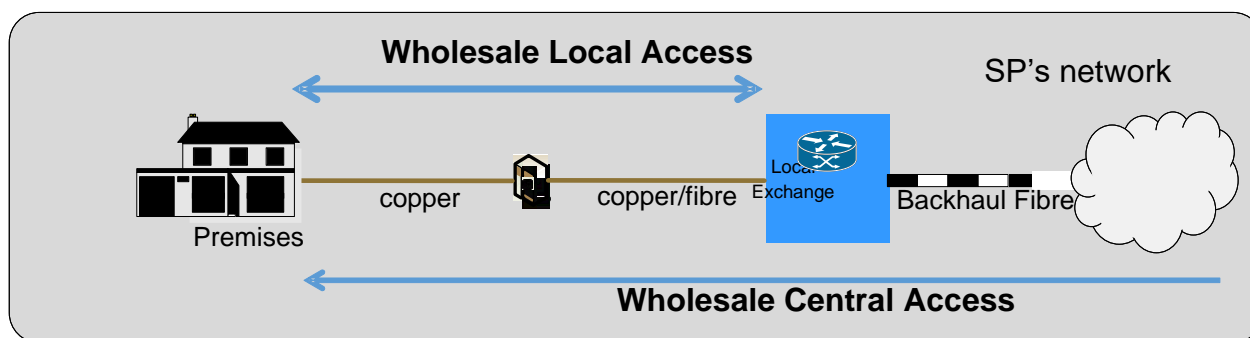 Wholesale Local Access
SP's network
Local
Exchange
copper
copper/fibre
Backhaul Fibre
Premises
Wholesale Central Access